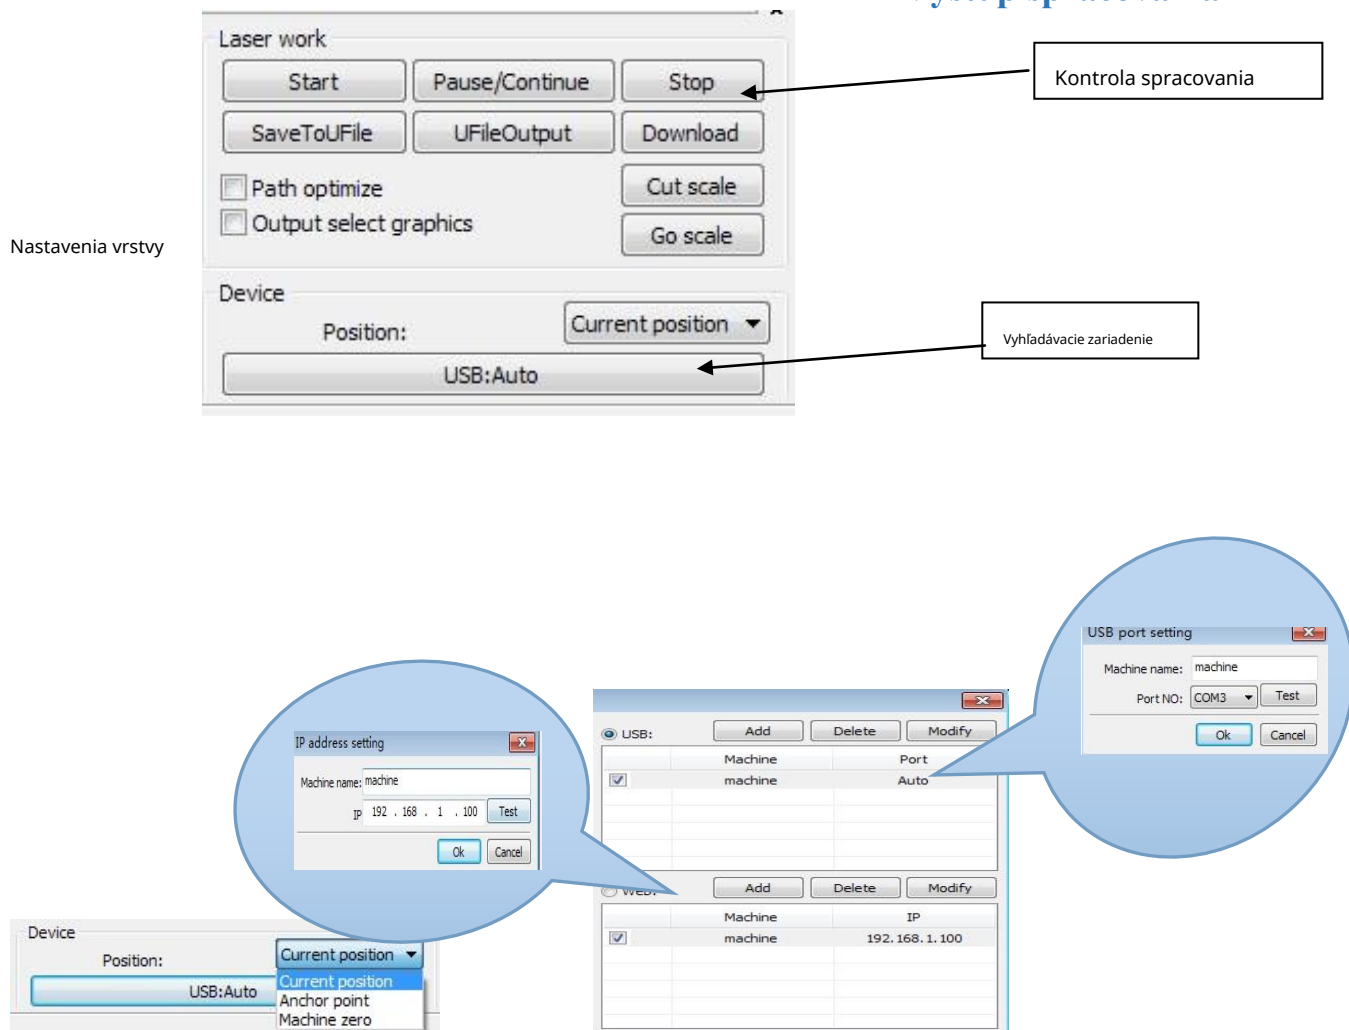 Laser work
Start Pause/Continue Stop
Kontrola spracovania
SaveToUFile UFileOutput Download
Path optimize Cut scale
Output select graphics
Go scale
Nastavenia vrstvy
Device
Position: Current position
Vyhľadávacie zariadenie
USB:Auto
USB port setting
Machine name: machine
Port NO: COM3 Test
Ok Cancel
IP address setting
Machine name: machine
IP 192 . 168 . 1 . 100 Test
Ok Cancel
USB: Add Delete Modify
Machine Port
machine Auto
WEB: Add Delete Modify
Machine IP
machine 192.168.1.100
Device
Position: Current position
USB:Auto
Current position
Anchor point
Machine zero